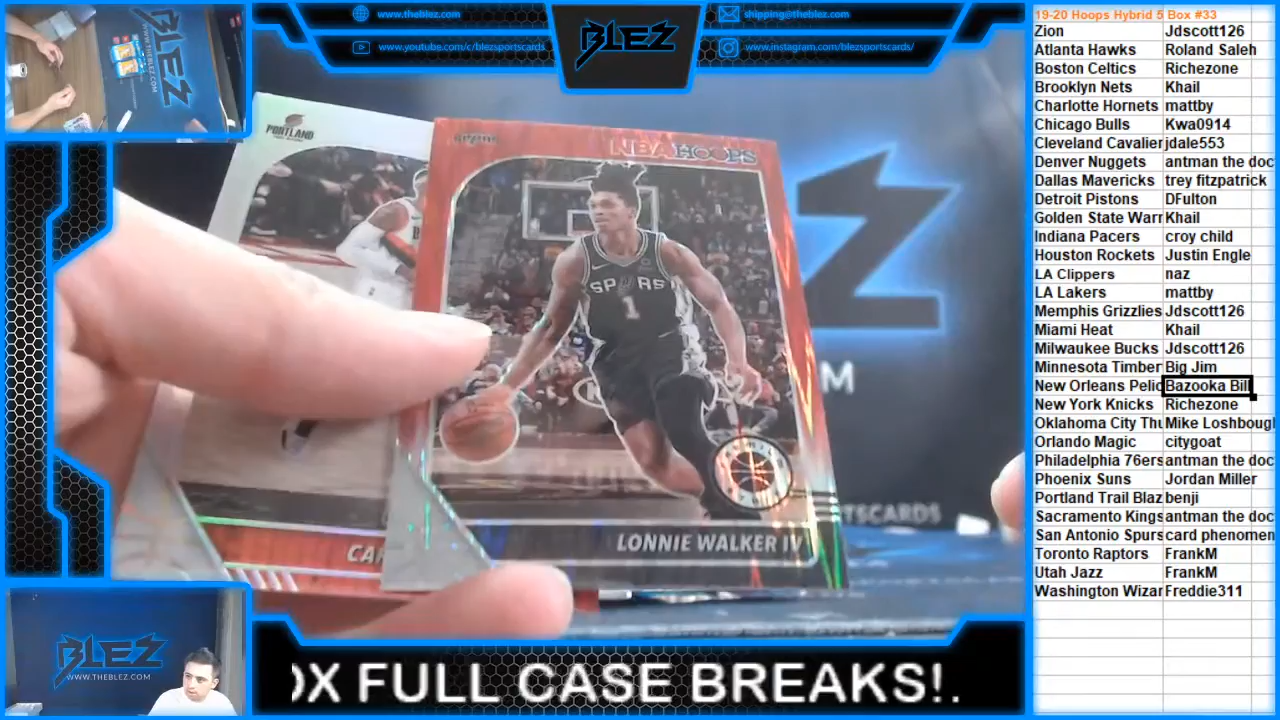 www.theblez.com
www.youtube.com/c/blezsportscards
BLEZ
shipping@theblez.com
www.instagram.com/blezsportscards/
WWW.THEBLEZ.COM
PORTLAND
NBA HOOPS
SPURS
1
LONNIE WALKER IV
CAR
M
RTSCARDS
BLEZ
WWW.THEBLEZ.COM
OX FULL CASE BREAKS!.
19-20 Hoops Hybrid 5 Box #33
Zion Jdscott126
Atlanta Hawks Roland Saleh
Boston Celtics Richezone
Brooklyn Nets Khail
Charlotte Hornets mattby
Chicago Bulls Kwa0914
Cleveland Cavalier jdale553
Denver Nuggets antman the doc
Dallas Mavericks trey fitzpatrick
Detroit Pistons DFulton
Golden State Warr Khail
Indiana Pacers croy child
Houston Rockets Justin Engle
LA Clippers naz
LA Lakers mattby
Memphis Grizzlies Jdscott126
Miami Heat Khail
Milwaukee Bucks Jdscott126
Minnesota Timber Big Jim
New Orleans Pelic Bazooka Bill
New York Knicks Richezone
Oklahoma City Thu Mike Loshboug
Orlando Magic citygoat
Philadelphia 76ers antman the doc
Phoenix Suns Jordan Miller
Portland Trail Blaz benji
Sacramento Kings antman the doc
San Antonio Spurs card phenomen
Toronto Raptors FrankM
Utah Jazz FrankM
Washington Wizar Freddie311